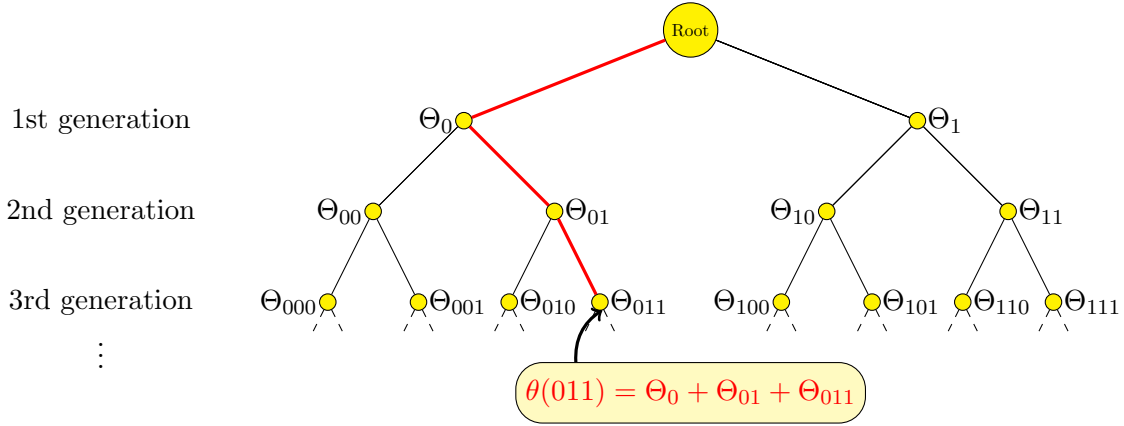 Root
1st generation Θ₀ Θ₁
2nd generation Θ₀₀ Θ₀₁ Θ₁₀ Θ₁₁
3rd generation Θ₀₀₀ Θ₀₀₁ Θ₀₁₀ Θ₀₁₁ Θ₁₀₀ Θ₁₀₁ Θ₁₁₀ Θ₁₁₁
⋮
θ(011) = Θ₀ + Θ₀₁ + Θ₀₁₁